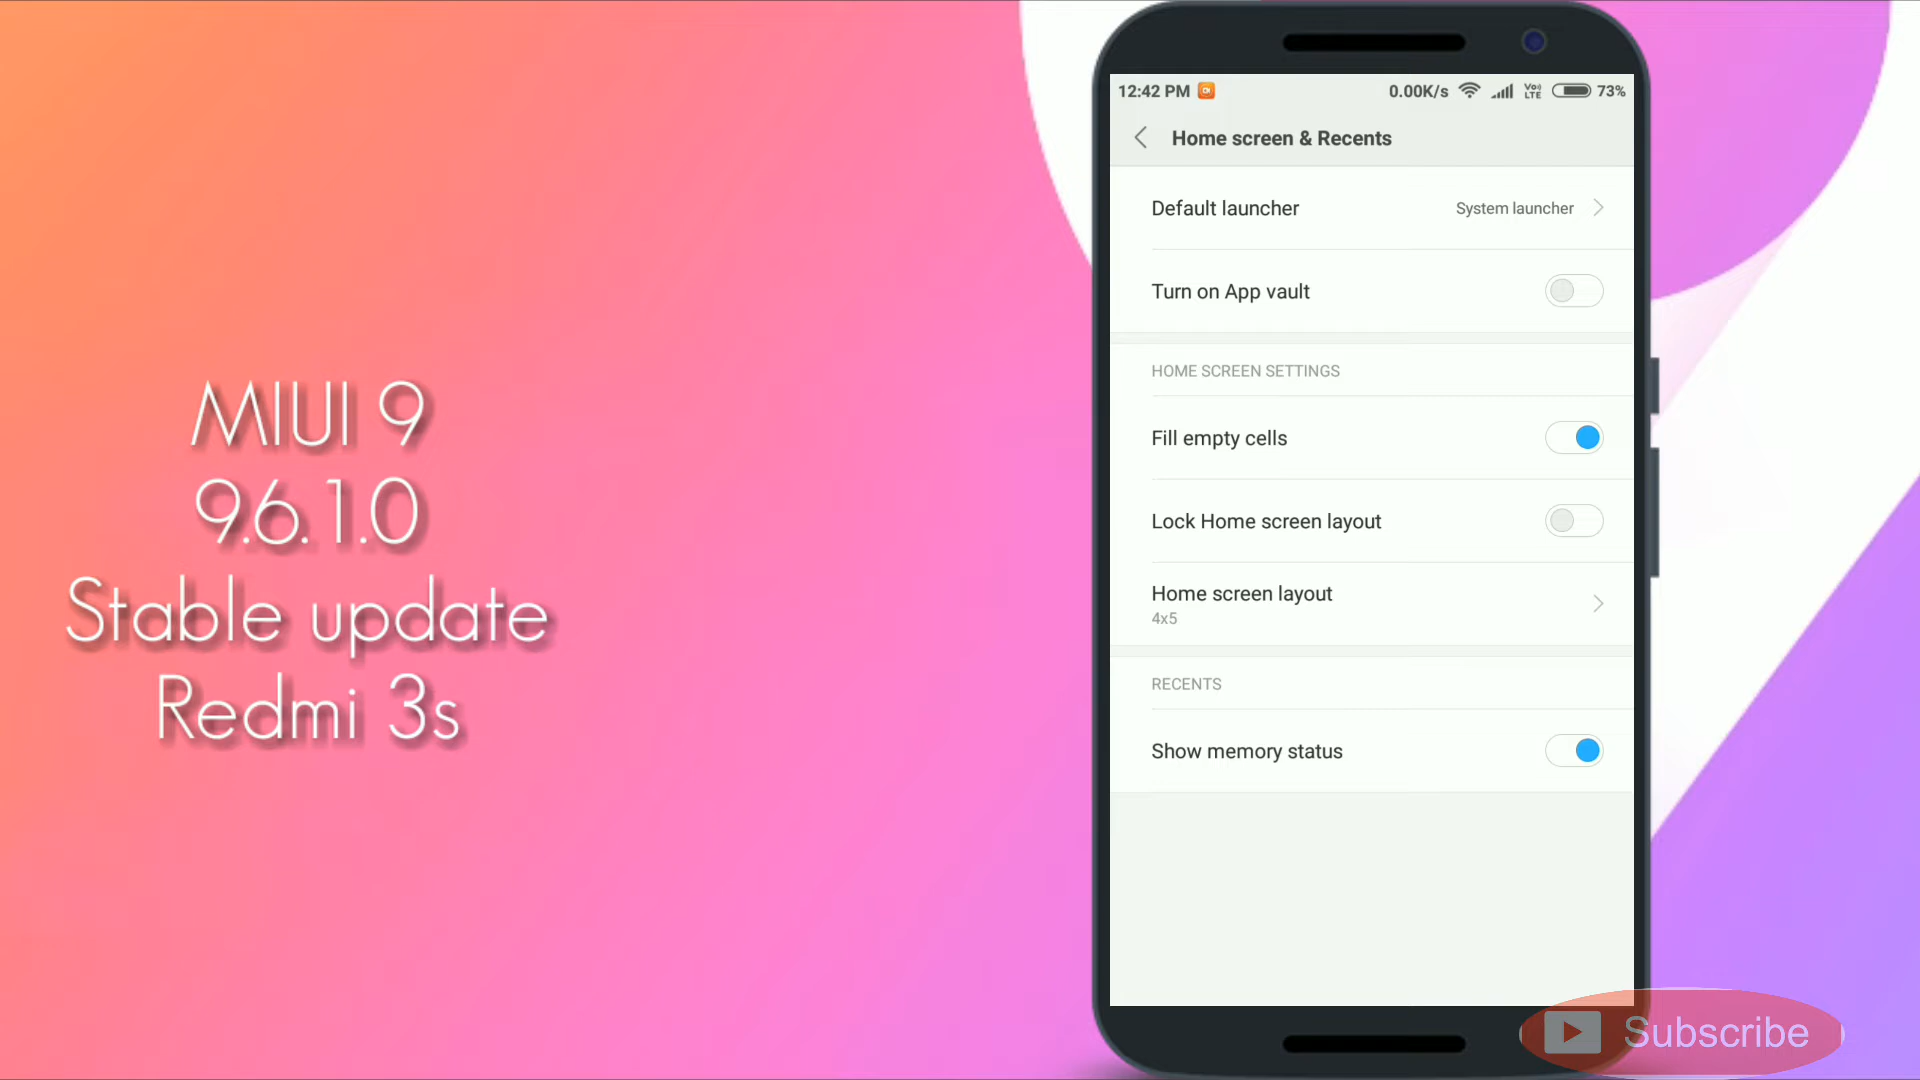 MIUI 9
9.6.1.0
Stable update
Redmi 3s
12:42 PM 0.00K/s Vo) LTE 73%
Home screen & Recents
Default launcher System launcher
Turn on App vault
HOME SCREEN SETTINGS
Fill empty cells
Lock Home screen layout
Home screen layout
4x5
RECENTS
Show memory status
Subscribe